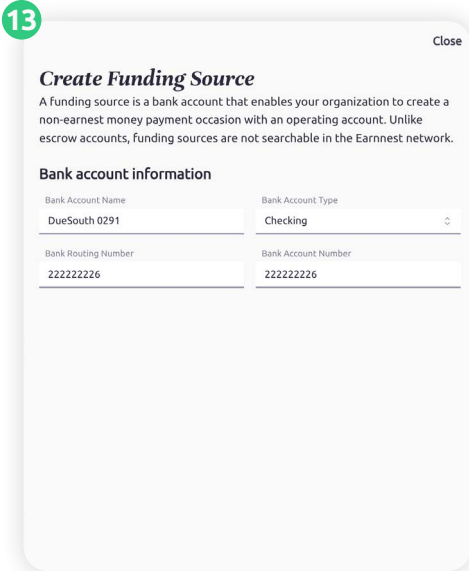 13
Close
Create Funding Source
A funding source is a bank account that enables your organization to create a
non-earnest money payment occasion with an operating account. Unlike
escrow accounts, funding sources are not searchable in the Earnnest network.
Bank account information
Bank Account Name Bank Account Type
DueSouth 0291 Checking
Bank Routing Number Bank Account Number
222222226 222222226